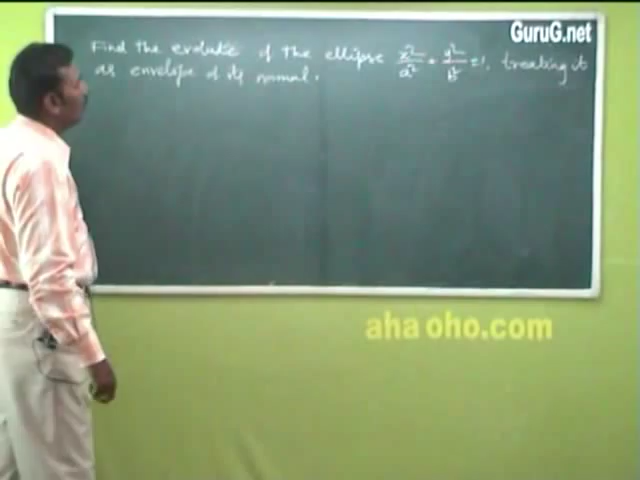 GuruG.net
Find the evolute of the ellipse x²/a² + y²/b² = 1, treating it
as envelope of its normal.
aha oho.com